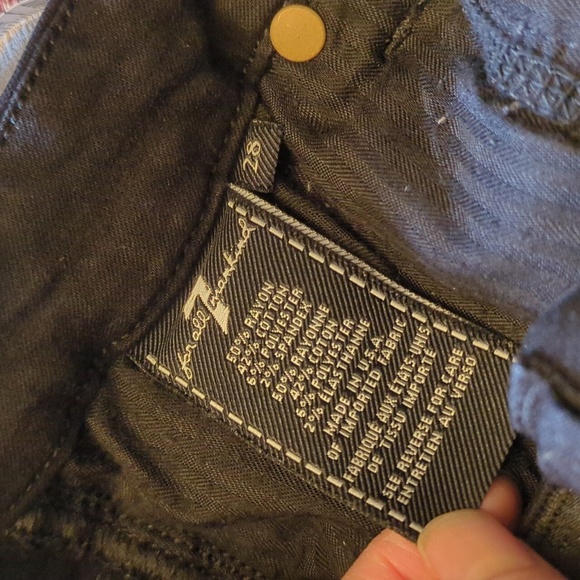 28
7
for all mankind
50% RAYON
42% COTTON
6% POLYESTER
2% SPANDEX
50% RAYONNE
42% COTON
6% POLYESTER
2% ÉLASTHANNE
MADE IN U.S.A.
OF IMPORTED FABRIC
FABRIQUÉ AUX ÉTATS UNIS
DE TISSU IMPORTÉ
SEE REVERSE FOR CARE
ENTRETIEN AU VERSO